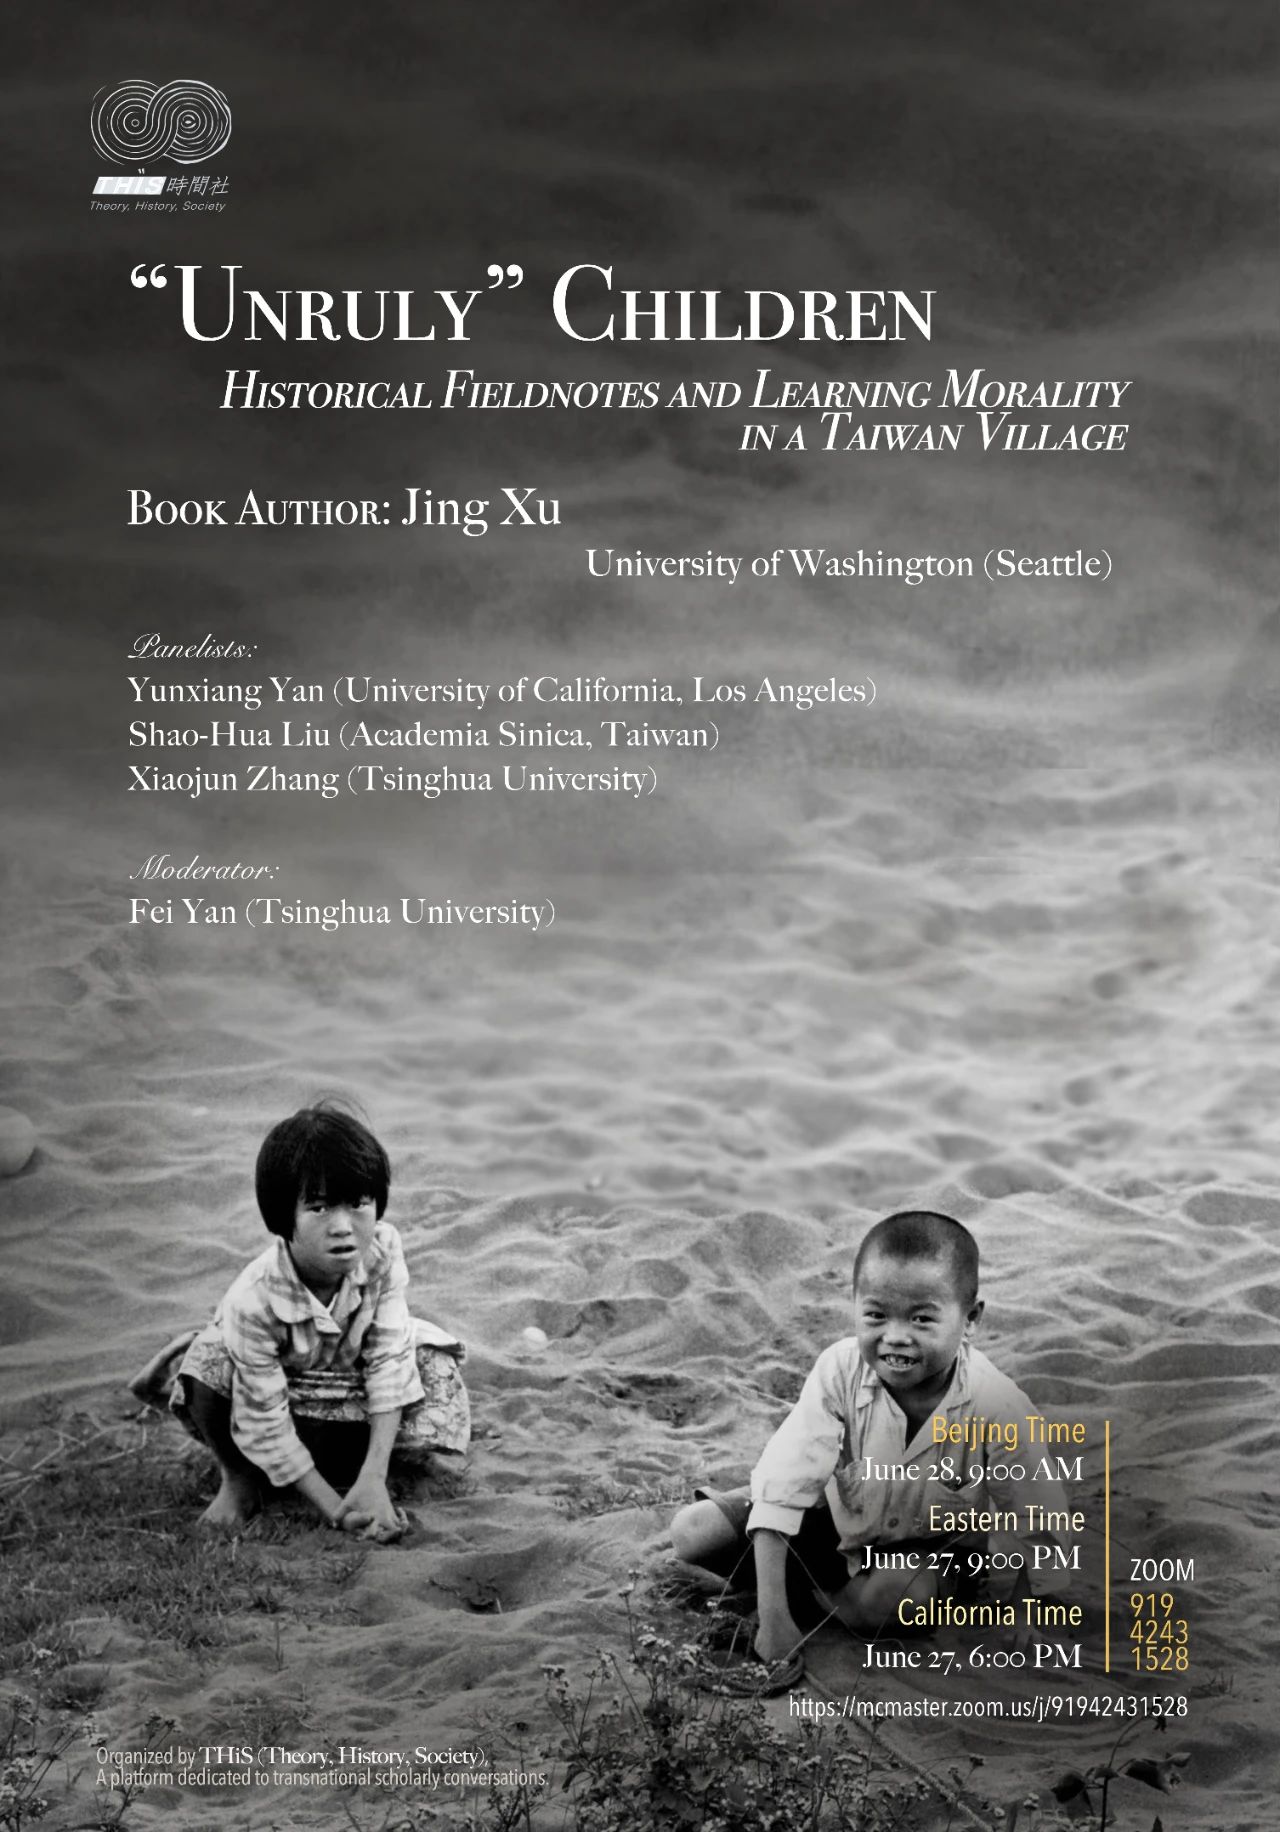 THiS 時間社
Theory, History, Society
“Unruly” Children
Historical Fieldnotes and Learning Morality
in a Taiwan Village
Book Author: Jing Xu
University of Washington (Seattle)
Panelists:
Yunxiang Yan (University of California, Los Angeles)
Shao-Hua Liu (Academia Sinica, Taiwan)
Xiaojun Zhang (Tsinghua University)
Moderator:
Fei Yan (Tsinghua University)
Beijing Time
June 28, 9:00 AM
Eastern Time
June 27, 9:00 PM
California Time
June 27, 6:00 PM
ZOOM
919
4243
1528
https://mcmaster.zoom.us/j/91942431528
Organized by THiS (Theory, History, Society),
A platform dedicated to transnational scholarly conversations.